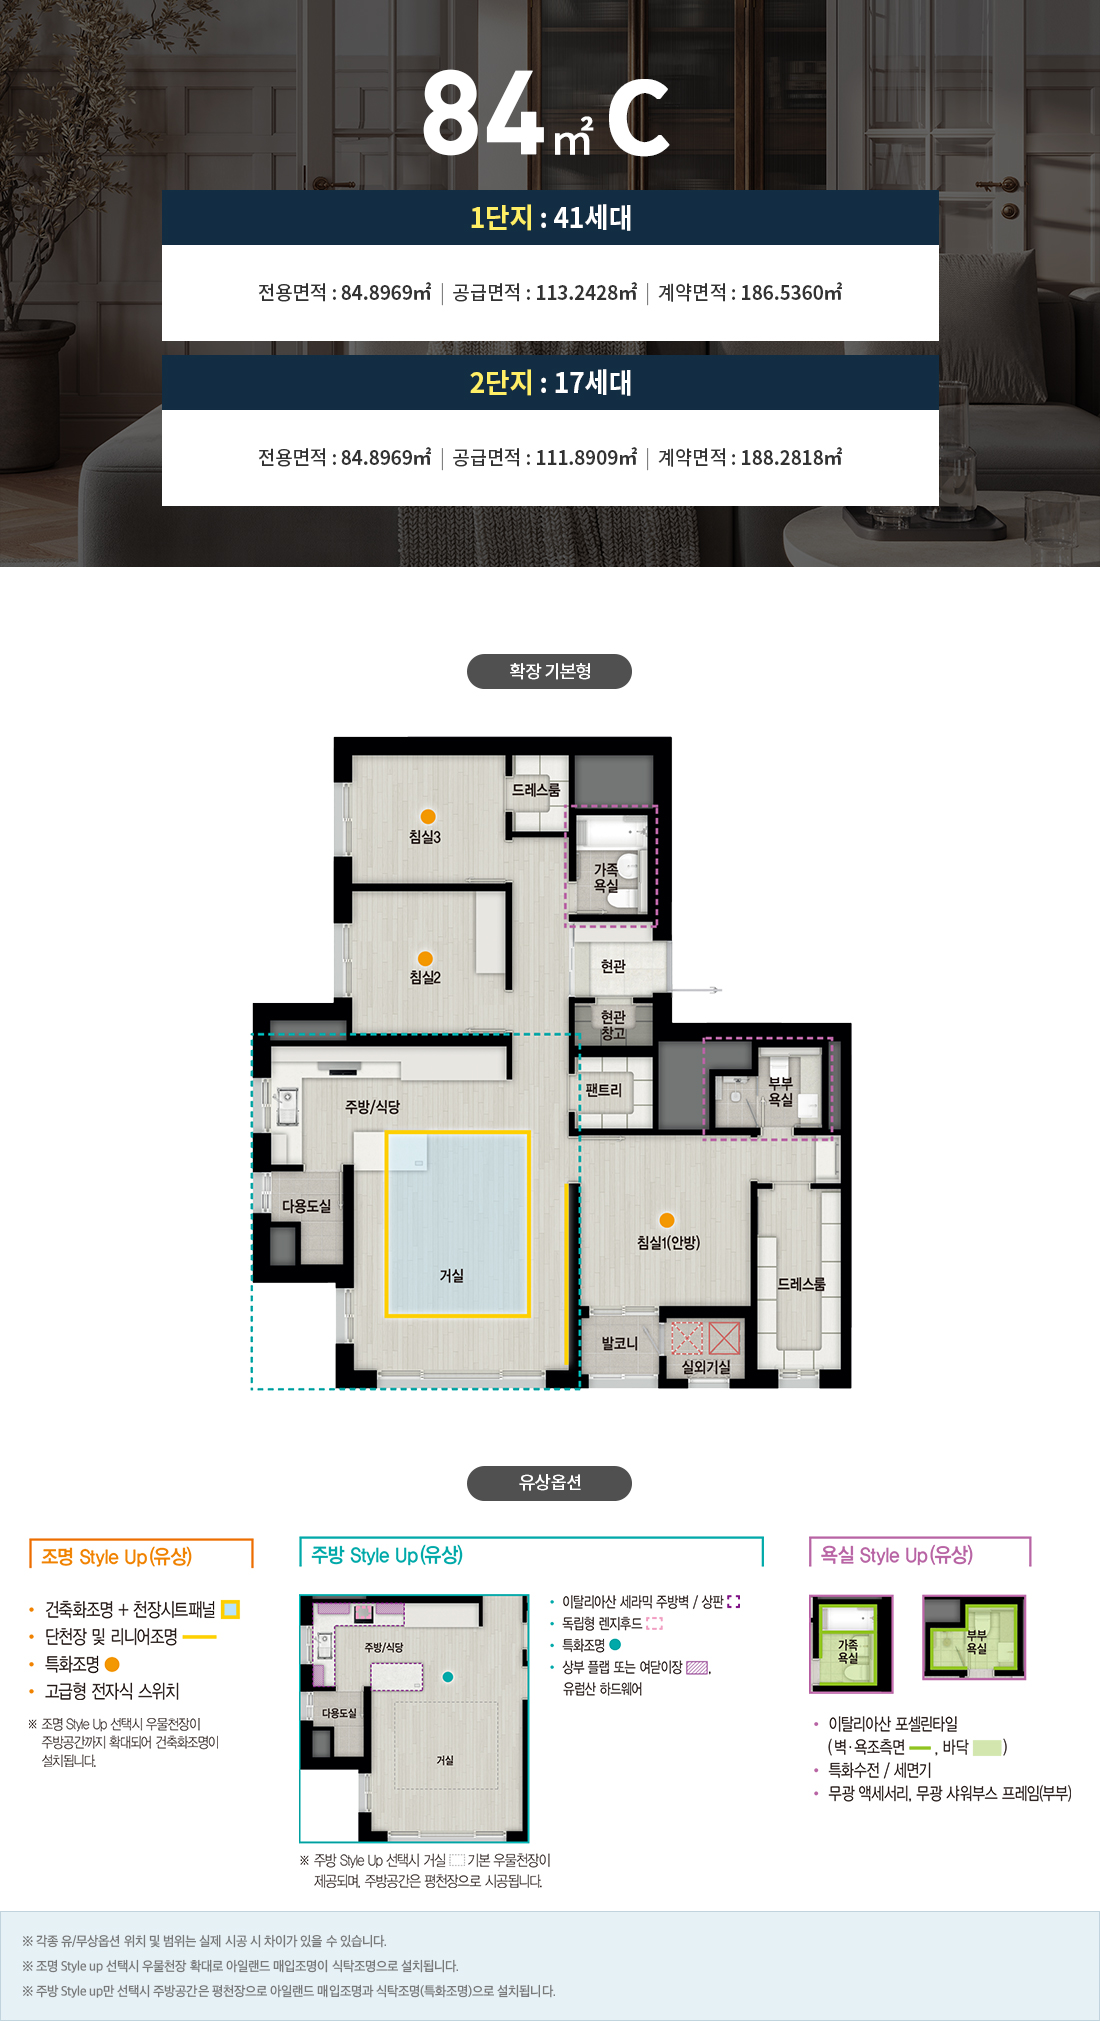 84㎡ C
1단지 : 41세대
전용면적 : 84.8969㎡ | 공급면적 : 113.2428㎡ | 계약면적 : 186.5360㎡
2단지 : 17세대
전용면적 : 84.8969㎡ | 공급면적 : 111.8909㎡ | 계약면적 : 188.2818㎡
확장 기본형
드레스룸
침실3
가족
욕실
현관
침실2
현관
창고
부부
욕실
팬트리
주방/식당
다용도실
침실1(안방)
거실
드레스룸
발코니
실외기실
유상옵션
조명 Style Up(유상)
• 건축화조명 + 천장시트패널
• 단천장 및 리니어조명
• 특화조명
• 고급형 전자식 스위치
※ 조명 Style Up 선택시 우물천장이
주방공간까지 확대되어 건축화조명이
설치됩니다.
주방 Style Up(유상)
주방/식당
다용도실
거실
• 이탈리아산 세라믹 주방벽 / 상판
• 독립형 렌지후드
• 특화조명
• 상부 플랩 또는 여닫이장 ,
유럽산 하드웨어
※ 주방 Style Up 선택시 거실 기본 우물천장이
제공되며, 주방공간은 평천장으로 시공됩니다.
욕실 Style Up(유상)
가족
욕실
부부
욕실
• 이탈리아산 포셀린타일
(벽·욕조측면 , 바닥 )
• 특화수전 / 세면기
• 무광 액세서리, 무광 샤워부스 프레임(부부)
※ 각종 유/무상옵션 위치 및 범위는 실제 시공 시 차이가 있을 수 있습니다.
※ 조명 Style up 선택시 우물천장 확대로 아일랜드 매입조명이 식탁조명으로 설치됩니다.
※ 주방 Style up만 선택시 주방공간은 평천장으로 아일랜드 매입조명과 식탁조명(특화조명)으로 설치됩니다.